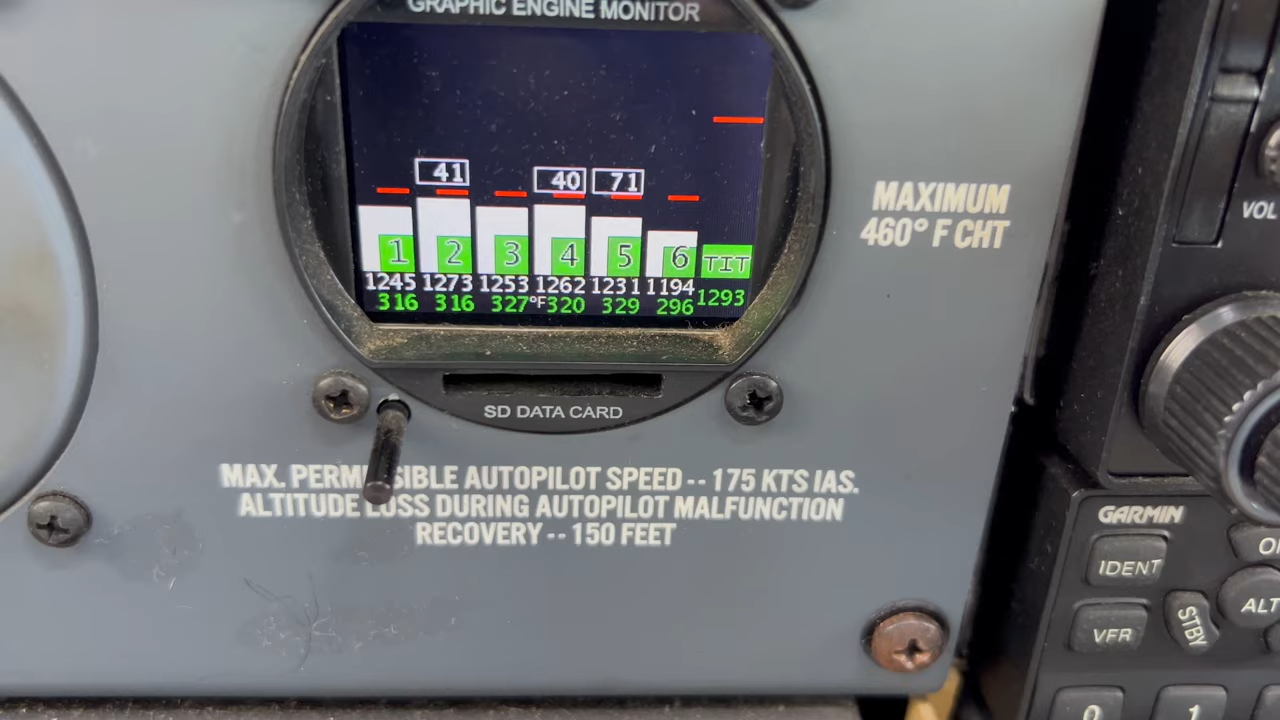 GRAPHIC ENGINE MONITOR
41 40 71
1 2 3 4 5 6 TIT
1245 1273 1253 1262 1231 1194
316 316 327°F 320 329 296 1293
SD DATA CARD
MAXIMUM
460° F CHT
MAX. PERMISSIBLE AUTOPILOT SPEED -- 175 KTS IAS.
ALTITUDE LOSS DURING AUTOPILOT MALFUNCTION
RECOVERY -- 150 FEET
VOL
GARMIN
IDENT
ALT
VFR STBY
0 1